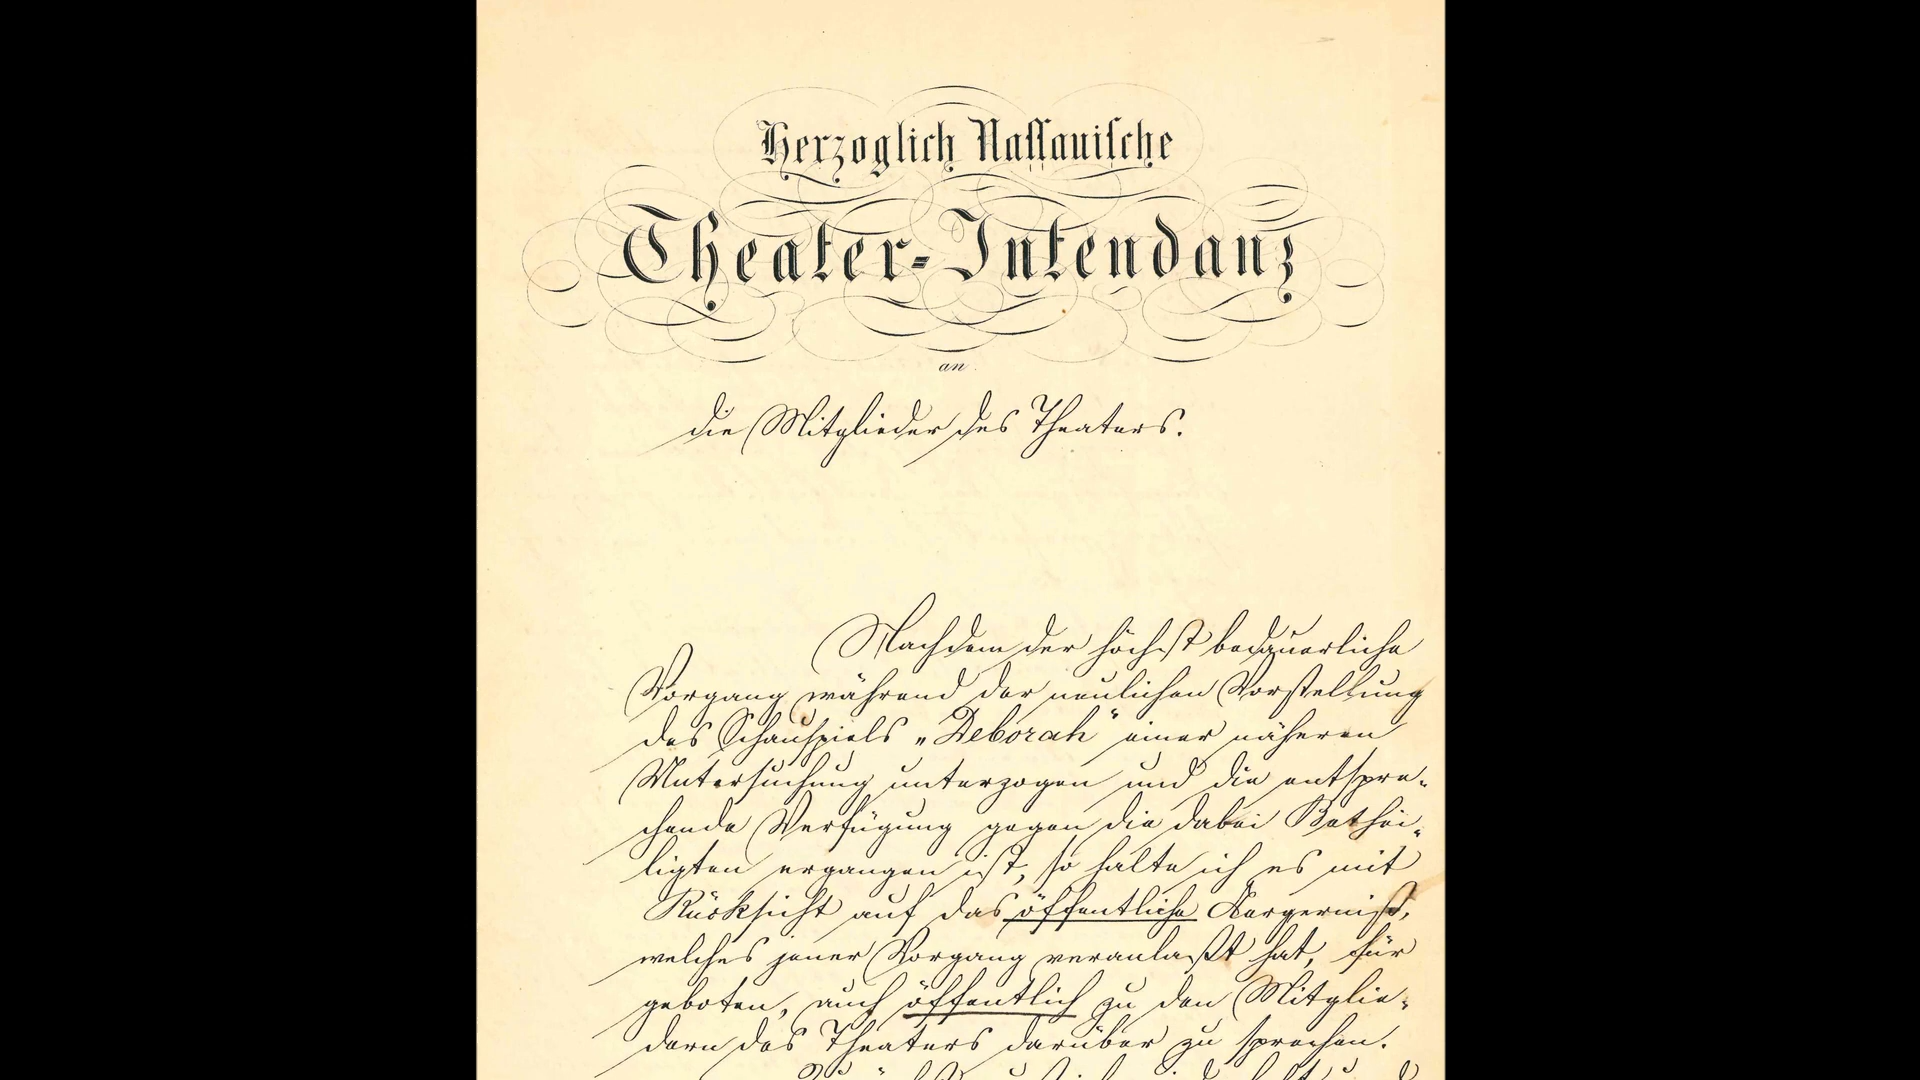 Herzoglich Nassauische
Theater-Intendanz
an
die Mitglieder des Theaters.
Nachdem der höchst bedauerliche
Vorgang während der neulichen Vorstellung
des Schauspiels „Deborah" einer näheren
Untersuchung unterzogen und die entspre-
chende Verfügung gegen die dabei Bethei-
ligten ergangen ist, so halte ich es mit
Rücksicht auf das öffentliche Aergerniß,
welches jener Vorgang veranlaßt hat, für
geboten, auch öffentlich zu den Mitglie-
dern des Theaters darüber zu sprechen.